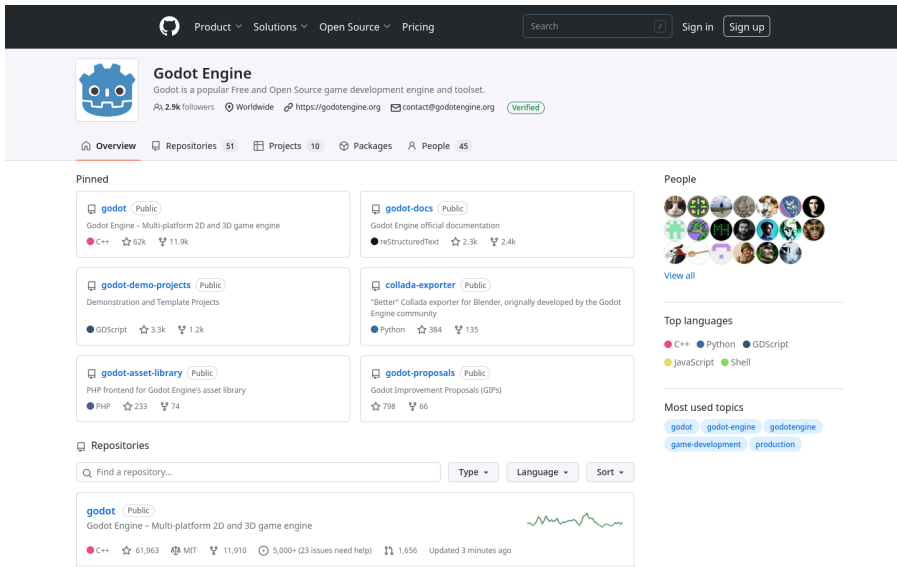 Product Solutions Open Source Pricing Search / Sign in Sign up
Godot Engine
Godot is a popular Free and Open Source game development engine and toolset.
2.9k followers Worldwide https://godotengine.org contact@godotengine.org Verified
Overview Repositories 51 Projects 10 Packages People 45
Pinned
godot Public
Godot Engine – Multi-platform 2D and 3D game engine
C++ 62k 11.9k
godot-docs Public
Godot Engine official documentation
reStructuredText 2.3k 2.4k
godot-demo-projects Public
Demonstration and Template Projects
GDScript 3.3k 1.2k
collada-exporter Public
"Better" Collada exporter for Blender, orignally developed by the Godot
Engine community
Python 384 135
godot-asset-library Public
PHP frontend for Godot Engine's asset library
PHP 233 74
godot-proposals Public
Godot Improvement Proposals (GIPs)
798 66
Repositories
Find a repository... Type Language Sort
godot Public
Godot Engine – Multi-platform 2D and 3D game engine
C++ 61,963 MIT 11,910 5,000+ (23 issues need help) 1,656 Updated 3 minutes ago
People
View all
Top languages
C++ Python GDScript
JavaScript Shell
Most used topics
godot godot-engine godotengine
game-development production